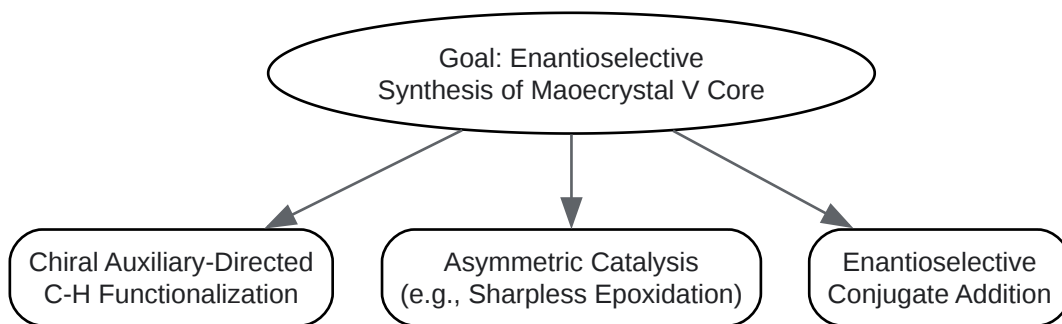 Goal: Enantioselective
Synthesis of Maoecrystal V Core
Chiral Auxiliary-Directed
C-H Functionalization
Asymmetric Catalysis
(e.g., Sharpless Epoxidation)
Enantioselective
Conjugate Addition